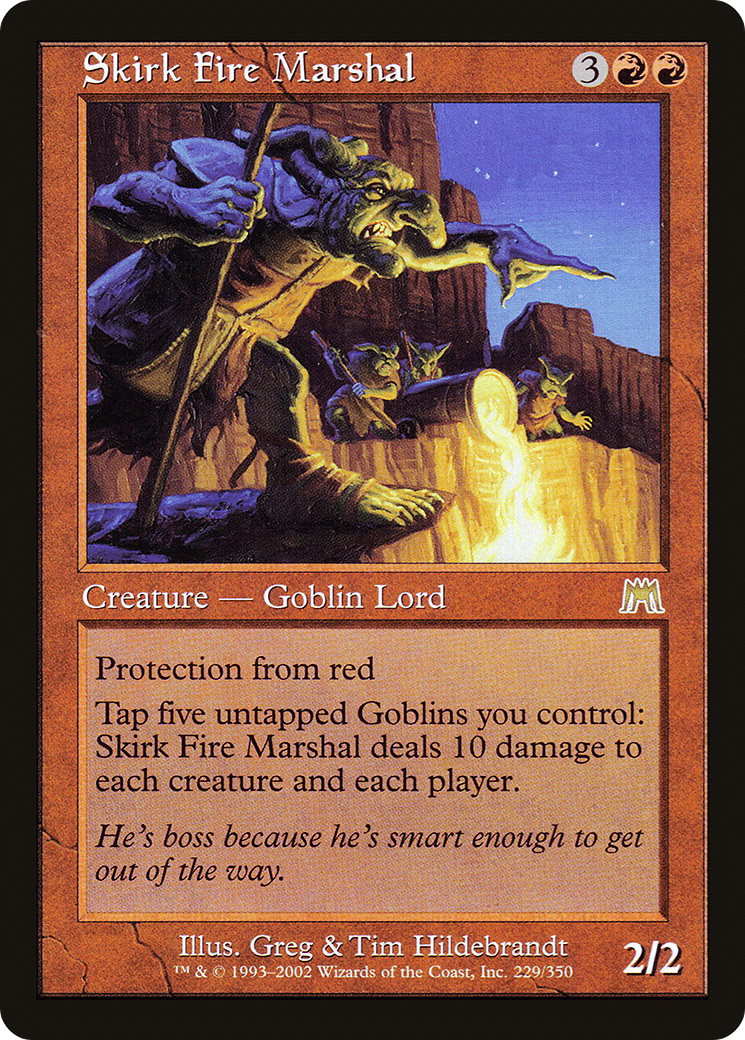 Skirk Fire Marshal
3
Creature — Goblin Lord
Protection from red
Tap five untapped Goblins you control:
Skirk Fire Marshal deals 10 damage to
each creature and each player.
He's boss because he's smart enough to get
out of the way.
Illus. Greg & Tim Hildebrandt
™ & © 1993–2002 Wizards of the Coast, Inc. 229/350
2/2